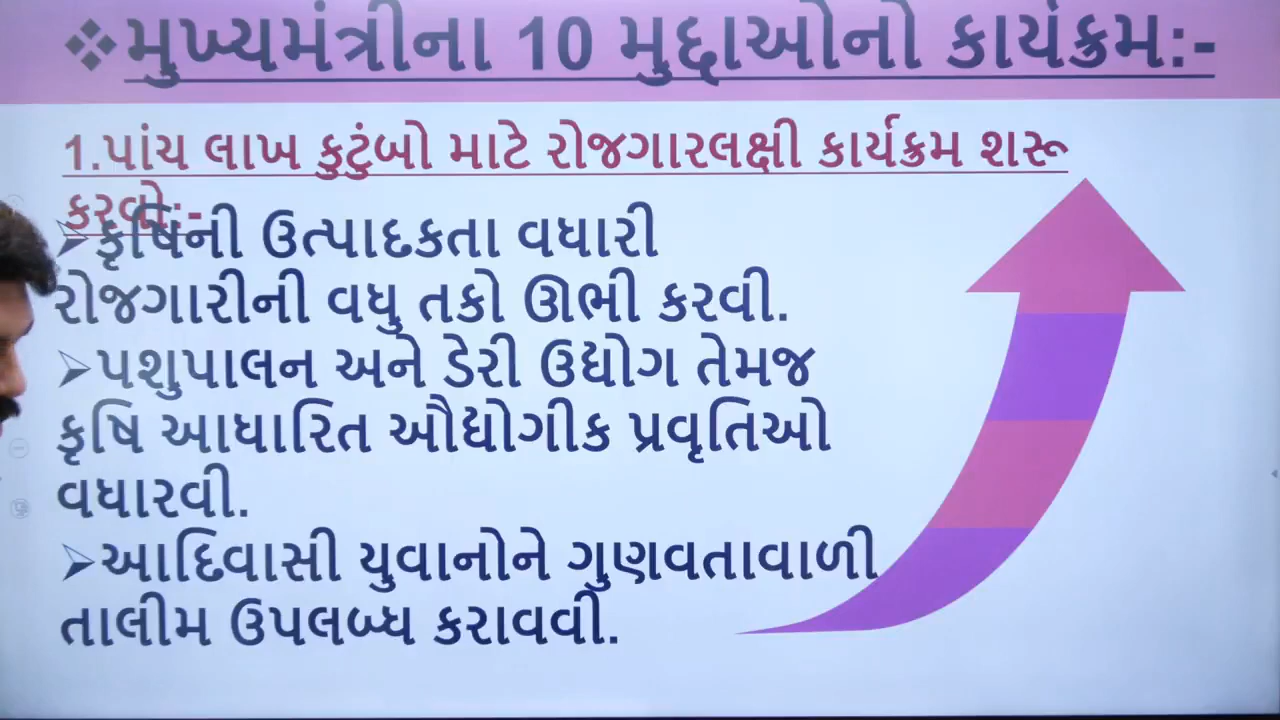 ❖મુખ્યમંત્રીના 10 મુદ્દાઓનો કાર્યક્રમ:-
1.પાંચ લાખ કુટુંબો માટે રોજગારલક્ષી કાર્યક્રમ શરૂ
કરવો:-
➢કૃષિની ઉત્પાદકતા વધારી
રોજગારીની વધુ તકો ઊભી કરવી.
➢પશુપાલન અને ડેરી ઉદ્યોગ તેમજ
કૃષિ આધારિત ઔદ્યોગીક પ્રવૃતિઓ
વધારવી.
➢આદિવાસી યુવાનોને ગુણવતાવાળી
તાલીમ ઉપલબ્ધ કરાવવી.